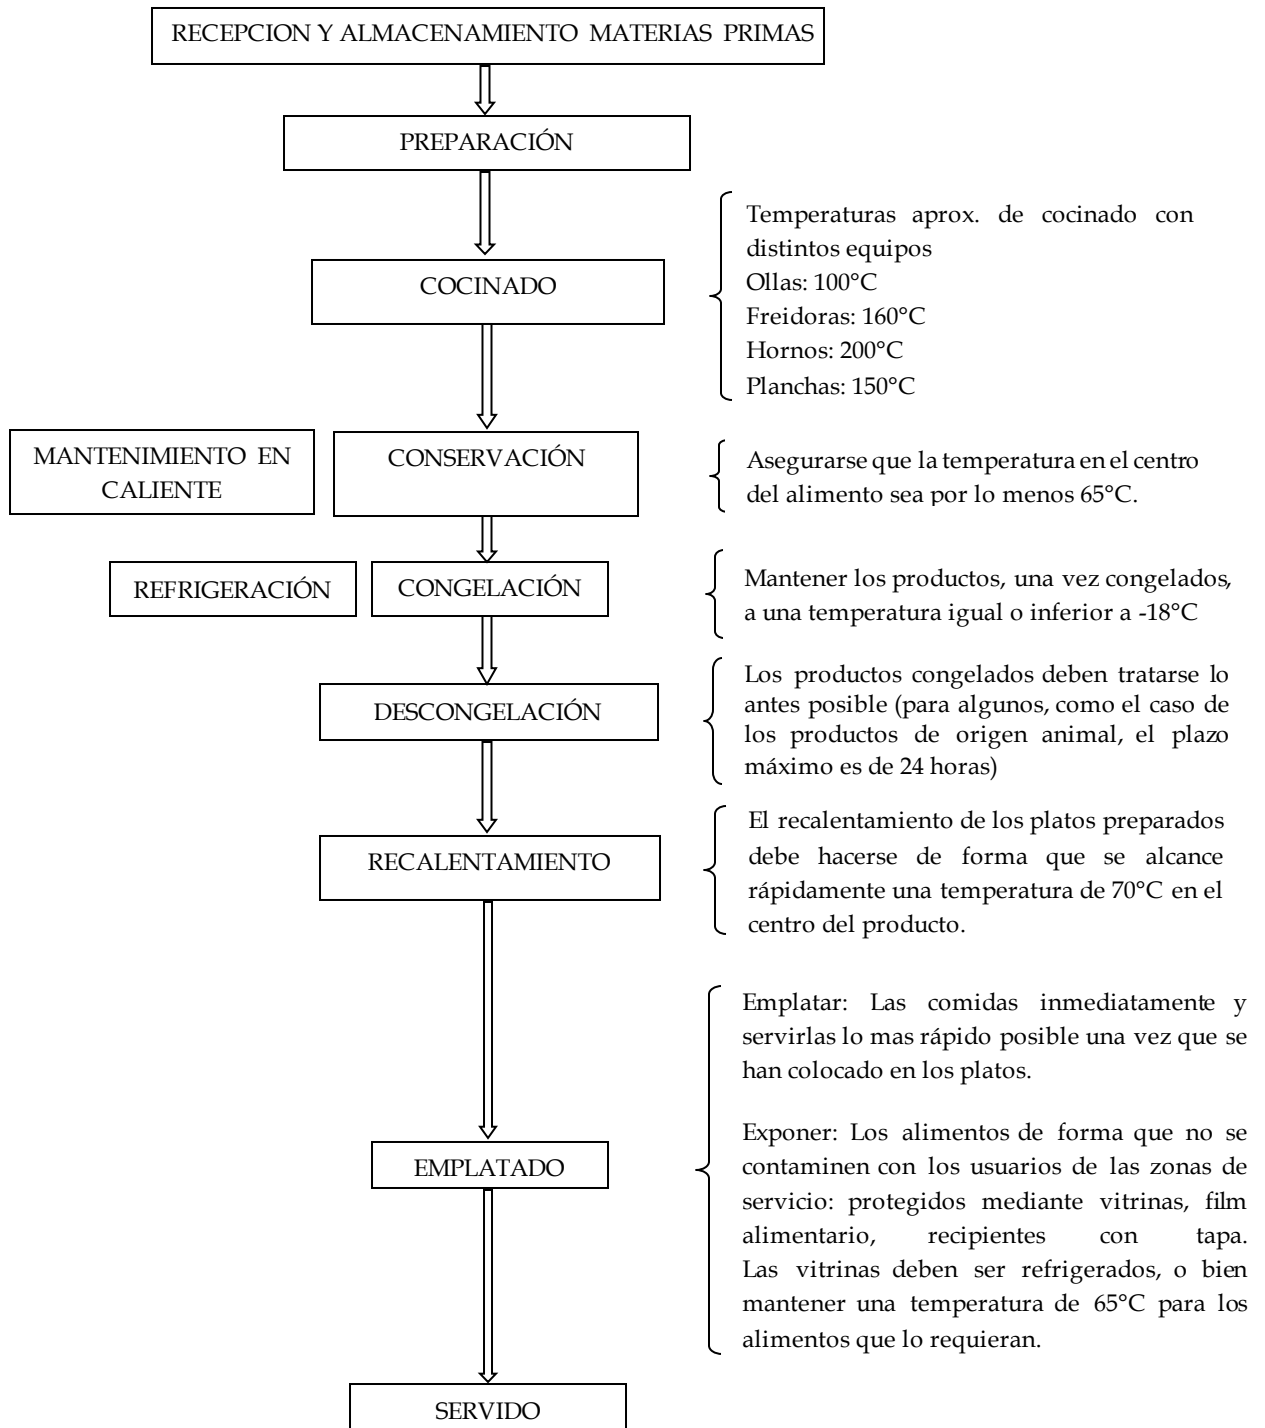 RECEPCION Y ALMACENAMIENTO MATERIAS PRIMAS
PREPARACIÓN
COCINADO
Temperaturas aprox. de cocinado con
distintos equipos
Ollas: 100°C
Freidoras: 160°C
Hornos: 200°C
Planchas: 150°C
MANTENIMIENTO EN
CALIENTE
CONSERVACIÓN
Asegurarse que la temperatura en el centro
del alimento sea por lo menos 65°C.
REFRIGERACIÓN
CONGELACIÓN
Mantener los productos, una vez congelados,
a una temperatura igual o inferior a -18°C
DESCONGELACIÓN
Los productos congelados deben tratarse lo
antes posible (para algunos, como el caso de
los productos de origen animal, el plazo
máximo es de 24 horas)
RECALENTAMIENTO
El recalentamiento de los platos preparados
debe hacerse de forma que se alcance
rápidamente una temperatura de 70°C en el
centro del producto.
EMPLATADO
Emplatar: Las comidas inmediatamente y
servirlas lo mas rápido posible una vez que se
han colocado en los platos.
Exponer: Los alimentos de forma que no se
contaminen con los usuarios de las zonas de
servicio: protegidos mediante vitrinas, film
alimentario, recipientes con tapa.
Las vitrinas deben ser refrigerados, o bien
mantener una temperatura de 65°C para los
alimentos que lo requieran.
SERVIDO